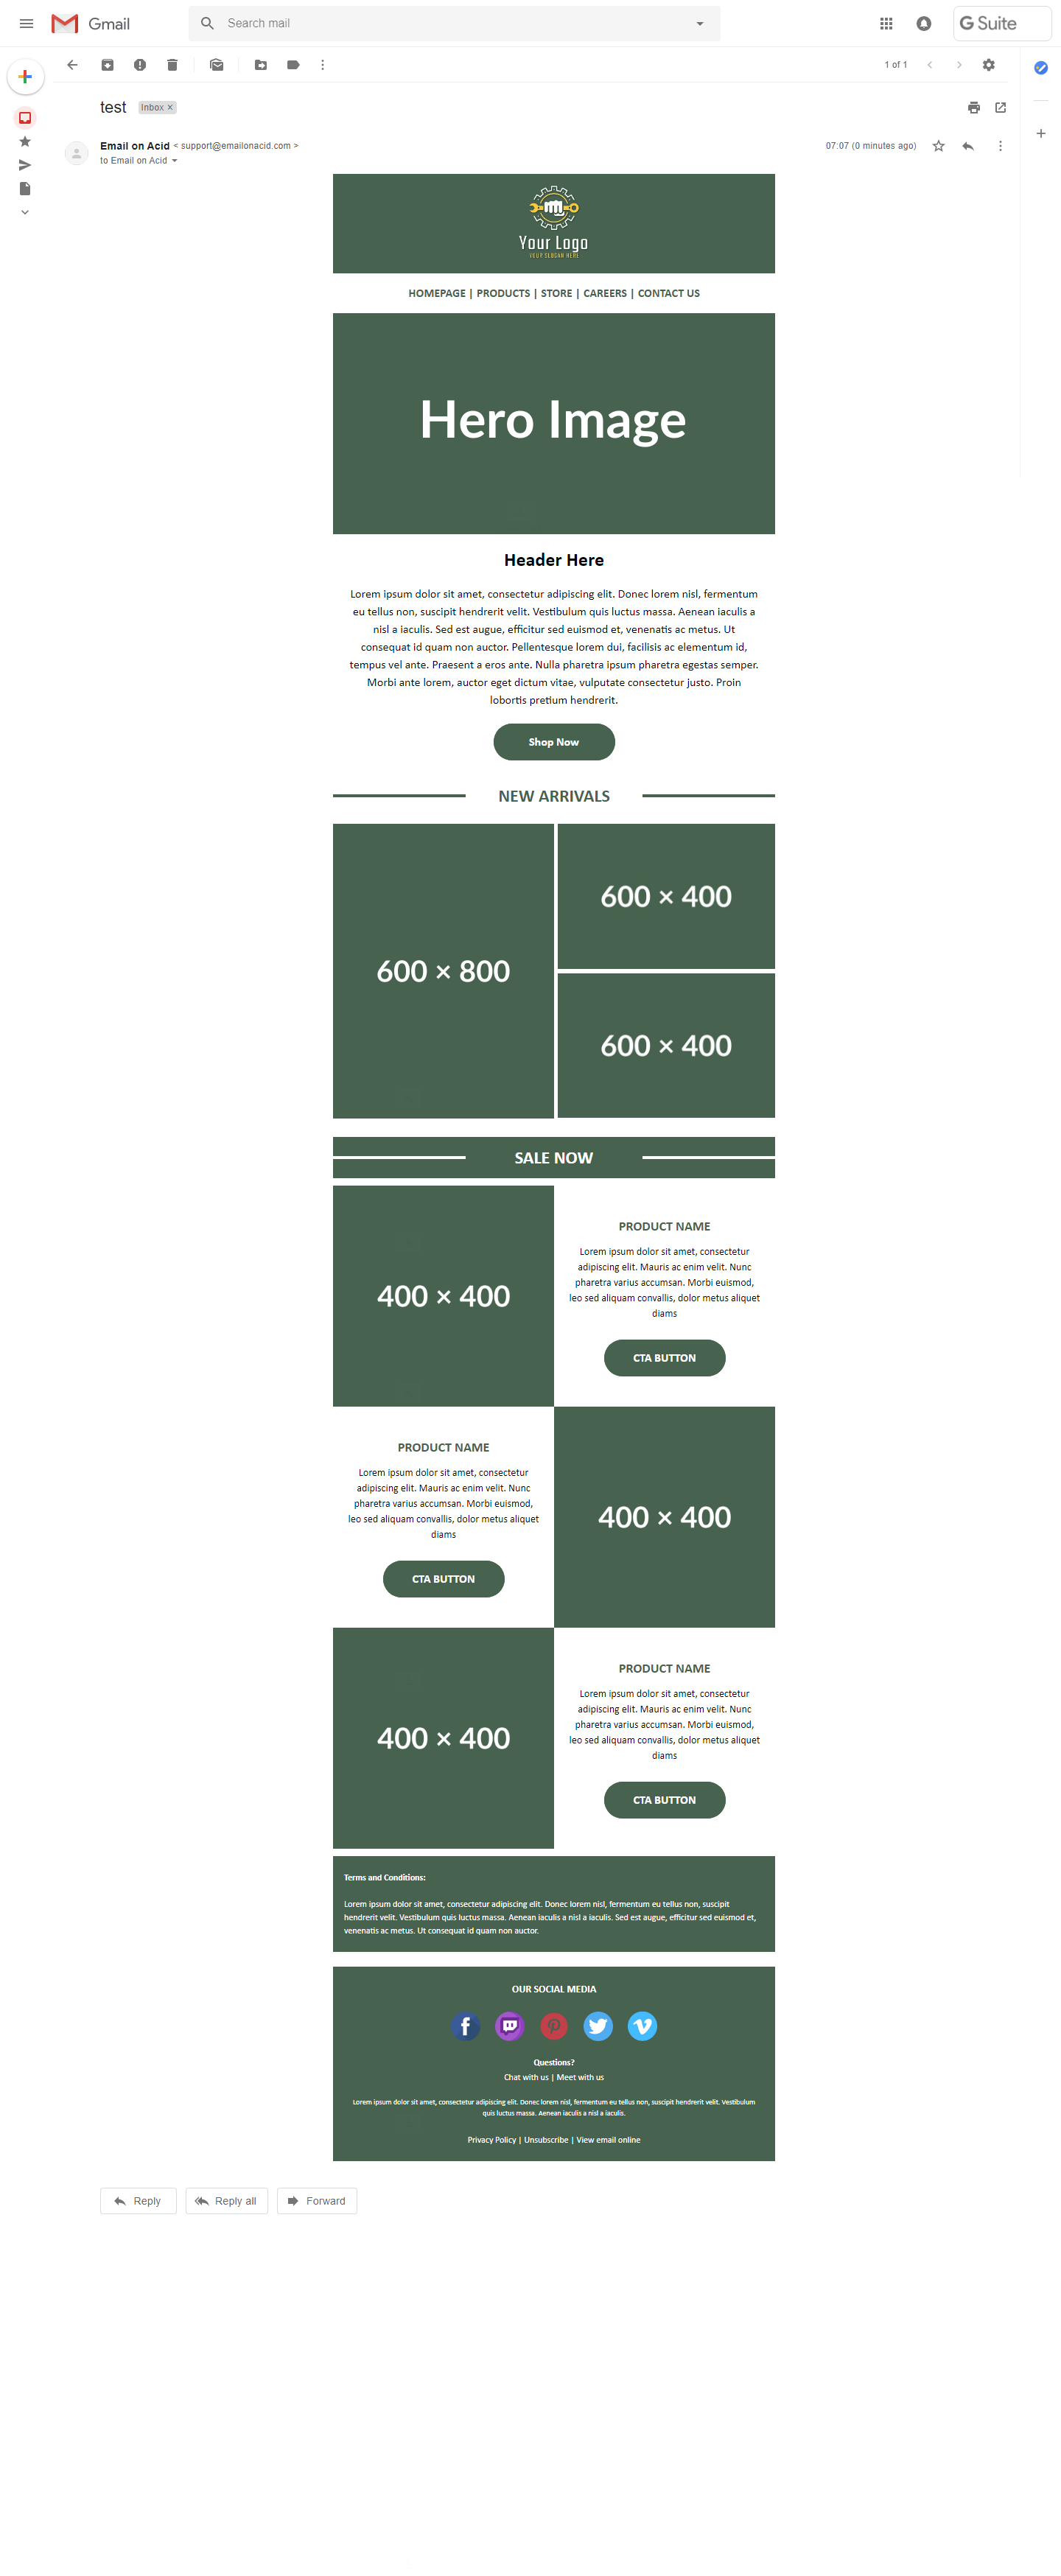 Gmail
Search mail
G Suite
1 of 1
test
Inbox ×
Email on Acid < support@emailonacid.com >
07:07 (0 minutes ago)
to Email on Acid
Your Logo
YOUR SLOGAN HERE
HOMEPAGE | PRODUCTS | STORE | CAREERS | CONTACT US
Hero Image
Header Here
Lorem ipsum dolor sit amet, consectetur adipiscing elit. Donec lorem nisl, fermentum
eu tellus non, suscipit hendrerit velit. Vestibulum quis luctus massa. Aenean iaculis a
nisl a iaculis. Sed est augue, efficitur sed euismod et, venenatis ac metus. Ut
consequat id quam non auctor. Pellentesque lorem dui, facilisis ac elementum id,
tempus vel ante. Praesent a eros ante. Nulla pharetra ipsum pharetra egestas semper.
Morbi ante lorem, auctor eget dictum vitae, vulputate consectetur justo. Proin
lobortis pretium hendrerit.
Shop Now
NEW ARRIVALS
600 × 800
600 × 400
600 × 400
SALE NOW
400 × 400
PRODUCT NAME
Lorem ipsum dolor sit amet, consectetur
adipiscing elit. Mauris ac enim velit. Nunc
pharetra varius accumsan. Morbi euismod,
leo sed aliquam convallis, dolor metus aliquet
diams
CTA BUTTON
PRODUCT NAME
Lorem ipsum dolor sit amet, consectetur
adipiscing elit. Mauris ac enim velit. Nunc
pharetra varius accumsan. Morbi euismod,
leo sed aliquam convallis, dolor metus aliquet
diams
CTA BUTTON
400 × 400
400 × 400
PRODUCT NAME
Lorem ipsum dolor sit amet, consectetur
adipiscing elit. Mauris ac enim velit. Nunc
pharetra varius accumsan. Morbi euismod,
leo sed aliquam convallis, dolor metus aliquet
diams
CTA BUTTON
Terms and Conditions:
Lorem ipsum dolor sit amet, consectetur adipiscing elit. Donec lorem nisl, fermentum eu tellus non, suscipit
hendrerit velit. Vestibulum quis luctus massa. Aenean iaculis a nisl a iaculis. Sed est augue, efficitur sed euismod et,
venenatis ac metus. Ut consequat id quam non auctor.
OUR SOCIAL MEDIA
Questions?
Chat with us | Meet with us
Lorem ipsum dolor sit amet, consectetur adipiscing elit. Donec lorem nisl, fermentum eu tellus non, suscipit hendrerit velit. Vestibulum
quis luctus massa. Aenean iaculis a nisl a iaculis.
Privacy Policy | Unsubscribe | View email online
Reply
Reply all
Forward